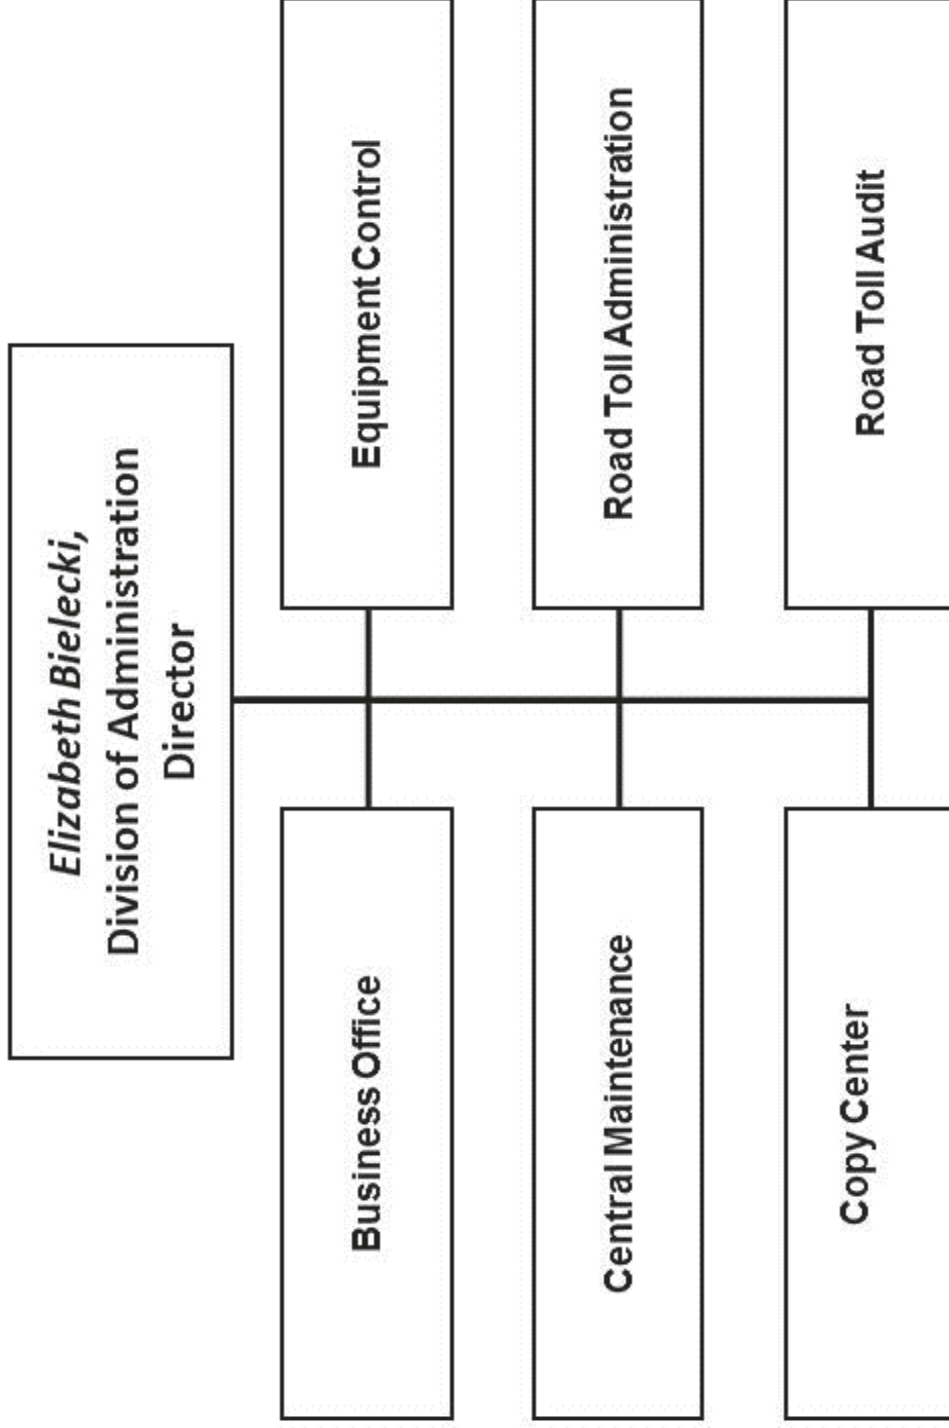 Elizabeth Bielecki,
Division of Administration
Director
Business Office
Equipment Control
Central Maintenance
Road Toll Administration
Copy Center
Road Toll Audit